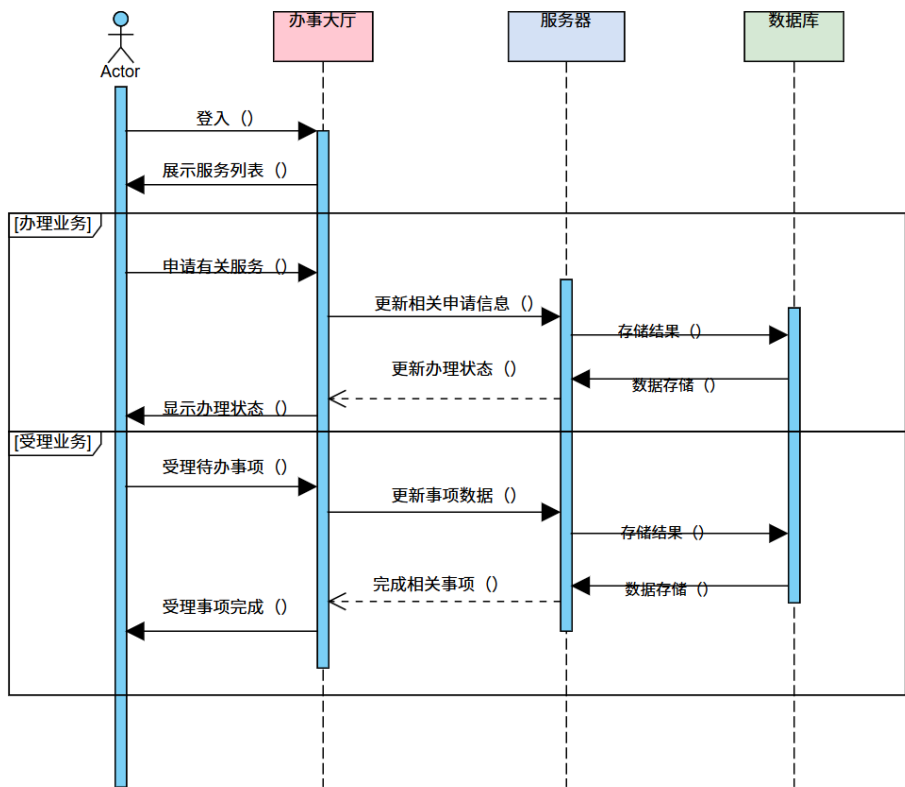 办事大厅
服务器
数据库
Actor
登入（）
展示服务列表（）
[办理业务]
申请有关服务（）
更新相关申请信息（）
存储结果（）
更新办理状态（）
数据存储（）
显示办理状态（）
[受理业务]
受理待办事项（）
更新事项数据（）
存储结果（）
完成相关事项（）
数据存储（）
受理事项完成（）